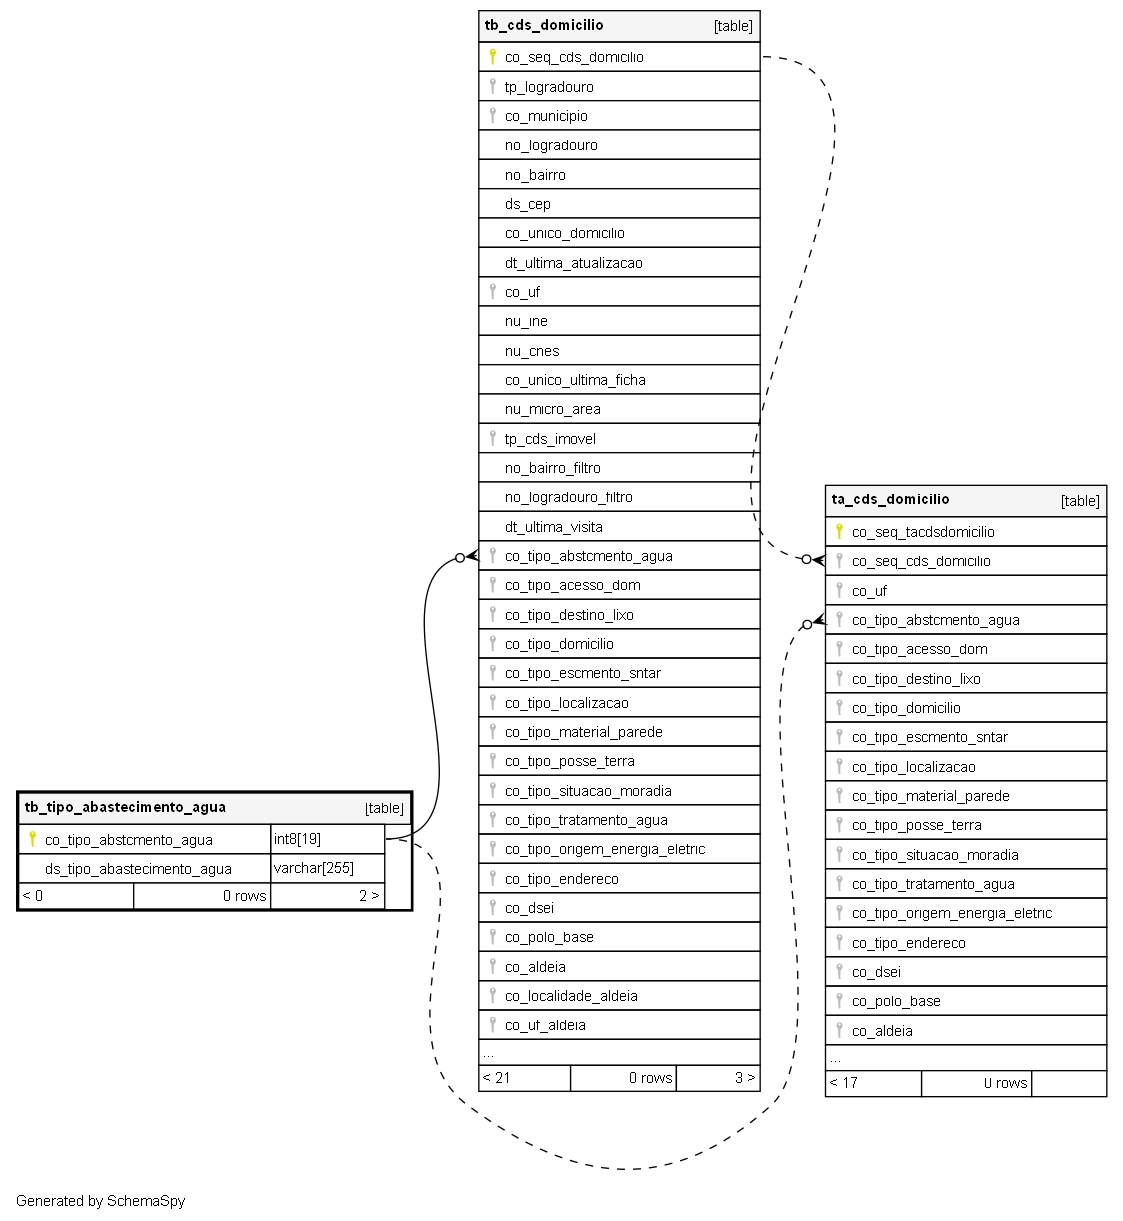 tb_cds_domicilio [table]
co_seq_cds_domicilio
tp_logradouro
co_municipio
no_logradouro
no_bairro
ds_cep
co_unico_domicilio
dt_ultima_atualizacao
co_uf
nu_ine
nu_cnes
co_unico_ultima_ficha
nu_micro_area
tp_cds_imovel
no_bairro_filtro
no_logradouro_filtro
dt_ultima_visita
co_tipo_abstcmento_agua
co_tipo_acesso_dom
co_tipo_destino_lixo
co_tipo_domicilio
co_tipo_escmento_sntar
co_tipo_localizacao
co_tipo_material_parede
co_tipo_posse_terra
co_tipo_situacao_moradia
co_tipo_tratamento_agua
co_tipo_origem_energia_eletric
co_tipo_endereco
co_dsei
co_polo_base
co_aldeia
co_localidade_aldeia
co_uf_aldeia
...
< 21 0 rows 3 >
ta_cds_domicilio [table]
co_seq_tacdsdomicilio
co_seq_cds_domicilio
co_uf
co_tipo_abstcmento_agua
co_tipo_acesso_dom
co_tipo_destino_lixo
co_tipo_domicilio
co_tipo_escmento_sntar
co_tipo_localizacao
co_tipo_material_parede
co_tipo_posse_terra
co_tipo_situacao_moradia
co_tipo_tratamento_agua
co_tipo_origem_energia_eletric
co_tipo_endereco
co_dsei
co_polo_base
co_aldeia
...
< 17 0 rows
tb_tipo_abastecimento_agua [table]
co_tipo_abstcmento_agua int8[19]
ds_tipo_abastecimento_agua varchar[255]
< 0 0 rows 2 >
Generated by SchemaSpy